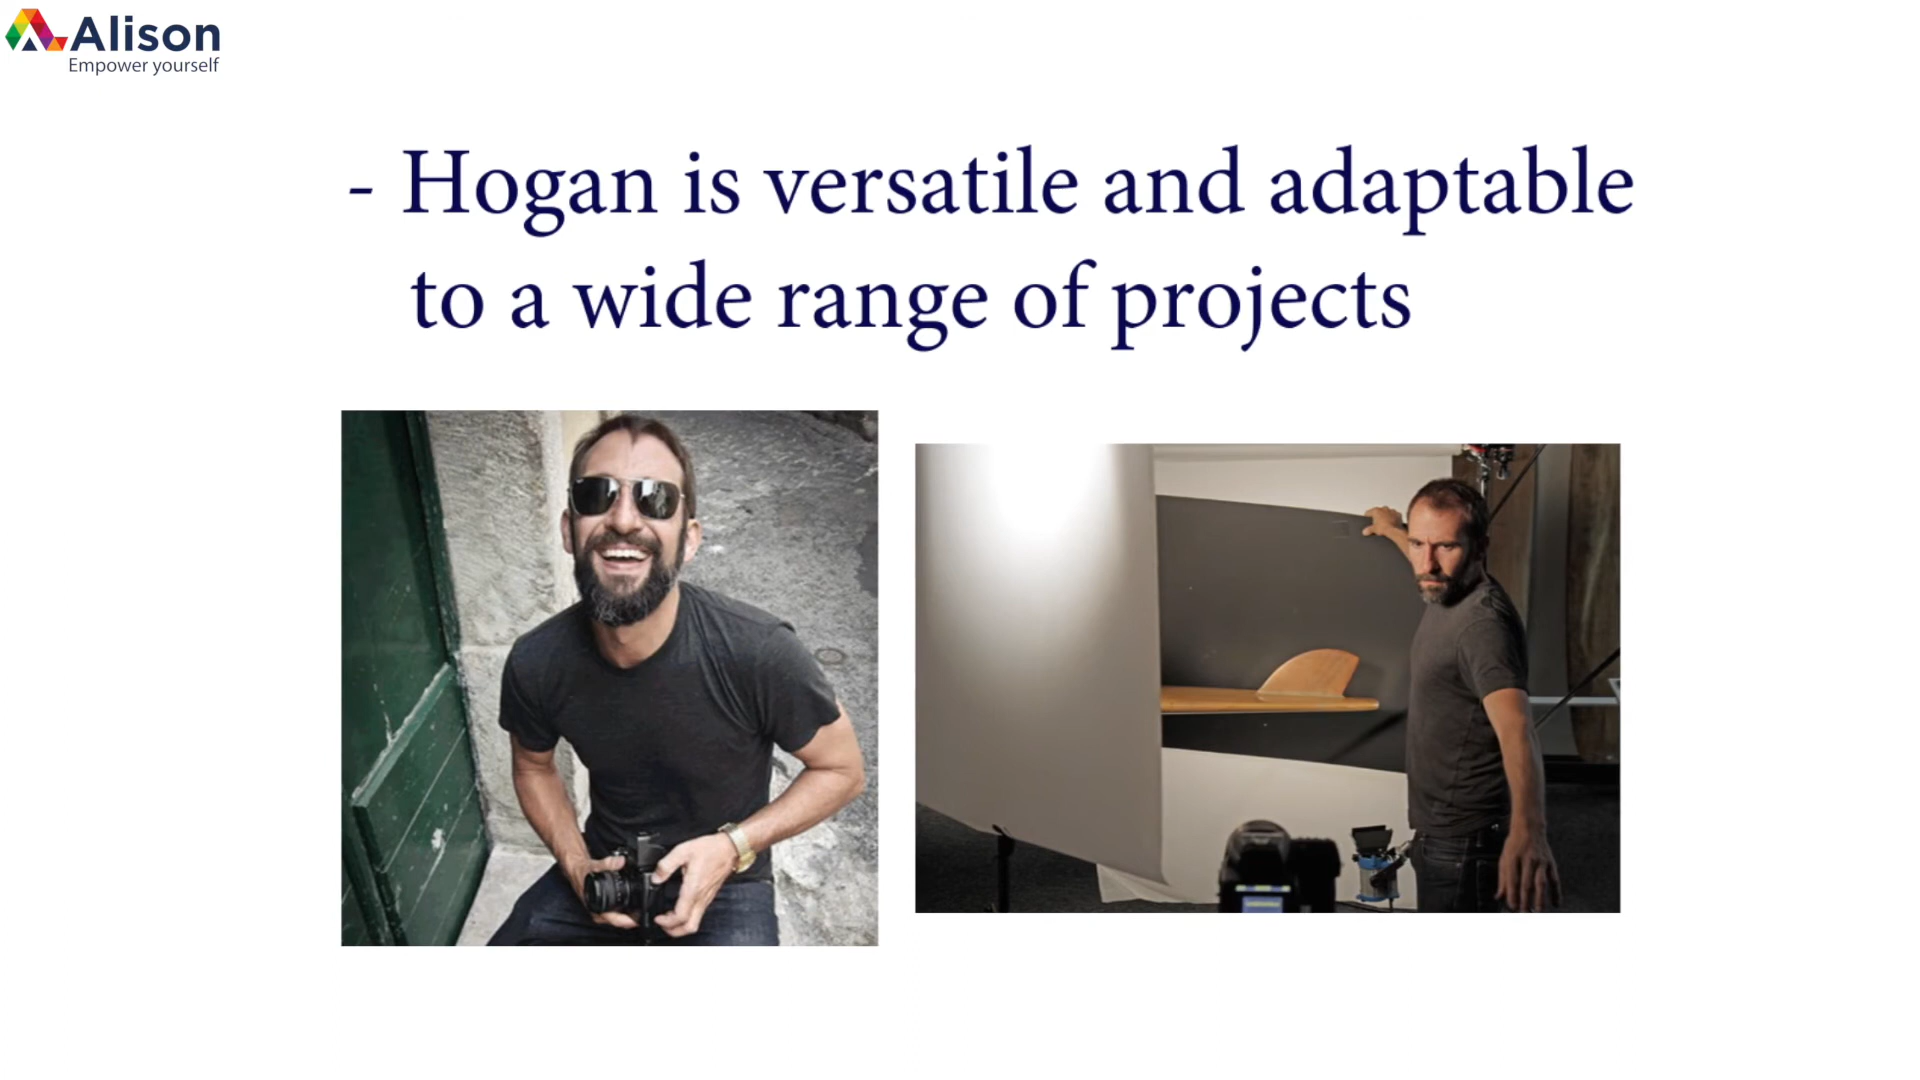 Alison
Empower yourself
- Hogan is versatile and adaptable
to a wide range of projects